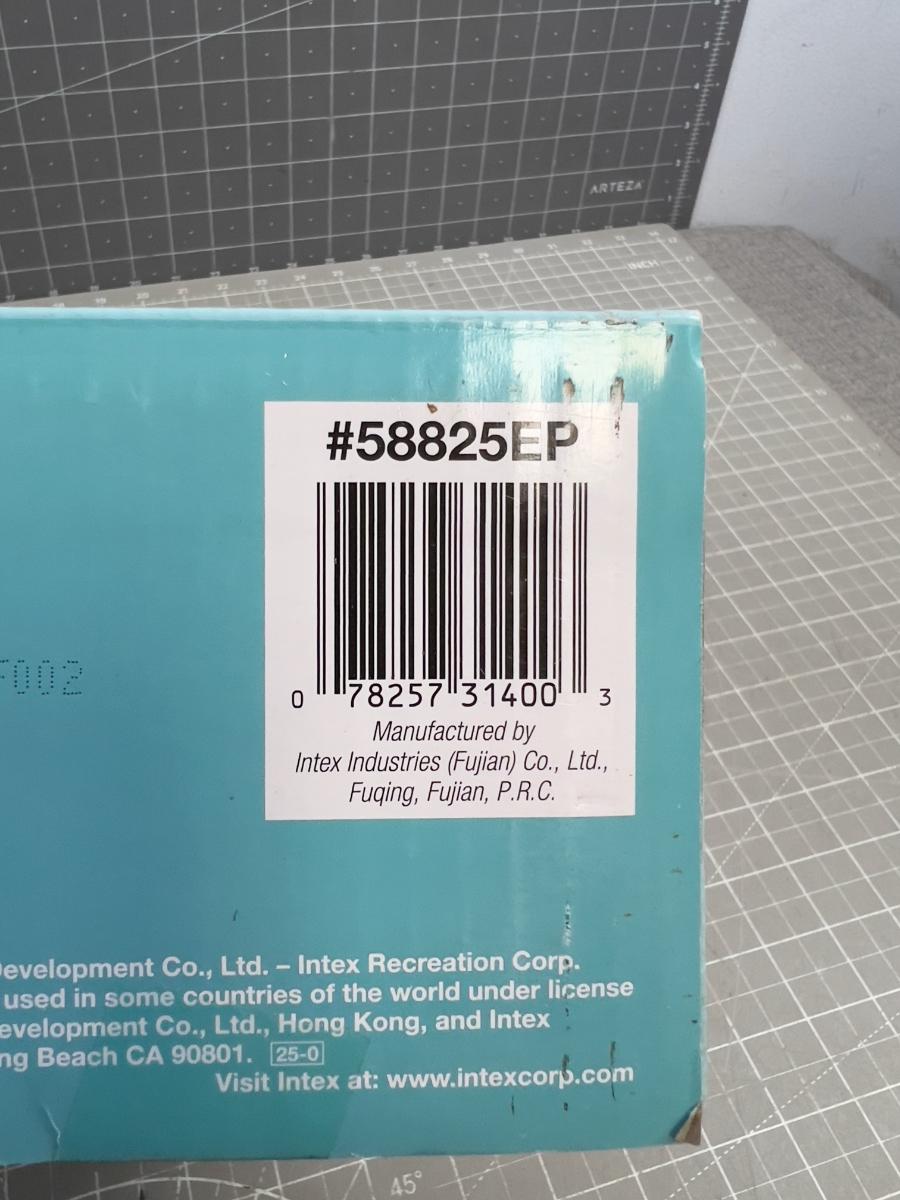 ARTEZA
INCH
#58825EP
0 78257 31400 3
Manufactured by
Intex Industries (Fujian) Co., Ltd.,
Fuqing, Fujian, P.R.C.
F002
Development Co., Ltd. – Intex Recreation Corp.
used in some countries of the world under license
evelopment Co., Ltd., Hong Kong, and Intex
ng Beach CA 90801. 25-0
Visit Intex at: www.intexcorp.com
45°